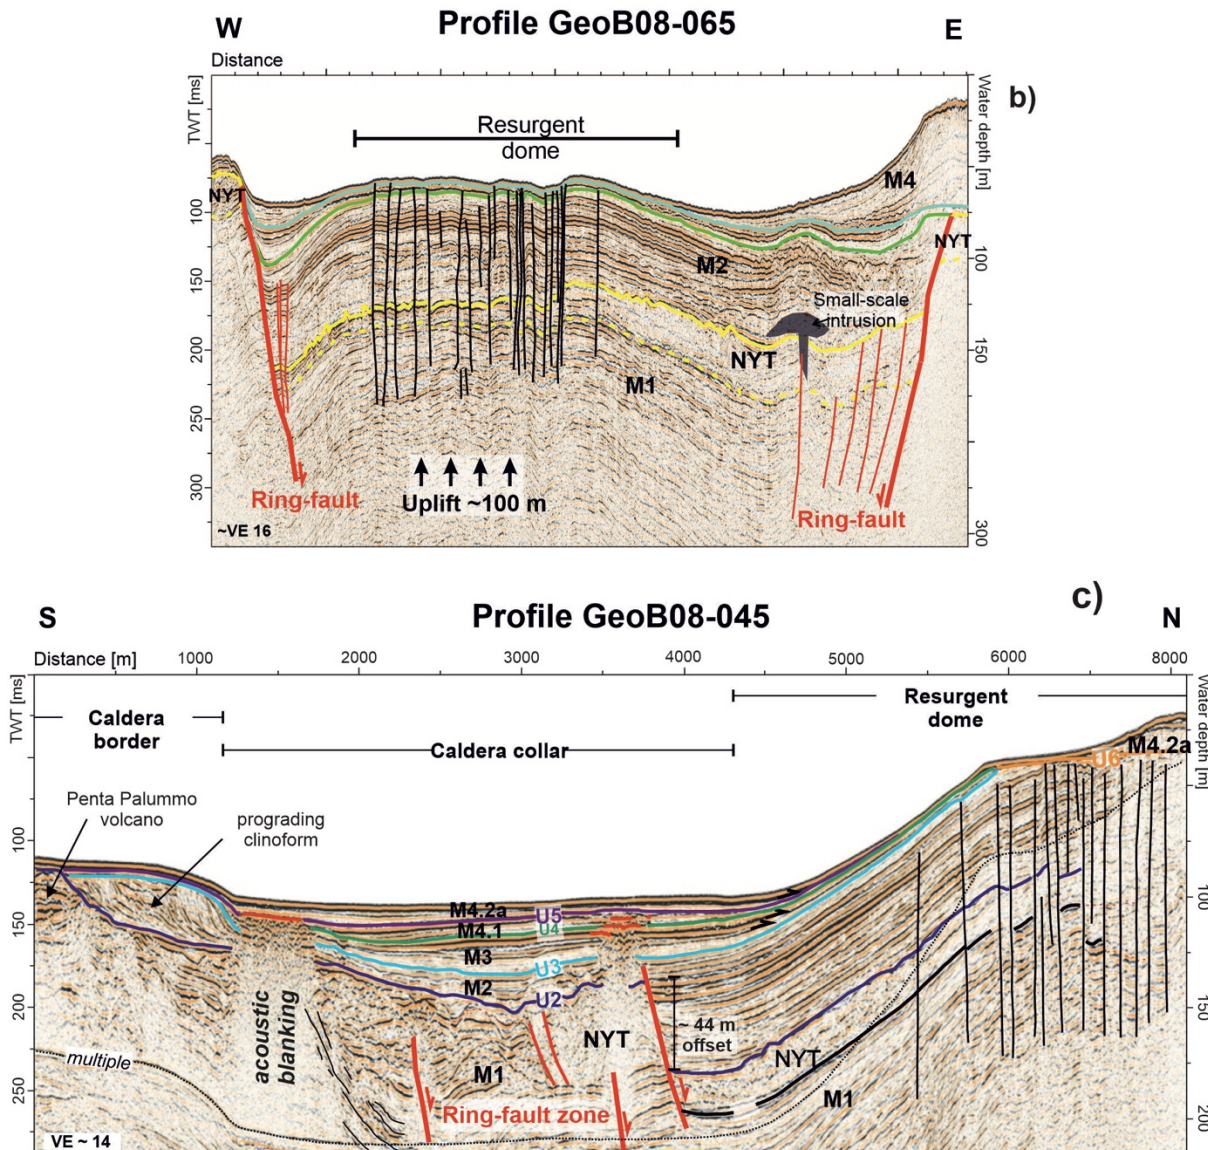 Profile GeoB08-065
W
E
Distance
b)
TWT [ms]
Water depth [m]
Resurgent
dome
50
NYT
M4
100
NYT
M2
100
150
Small-scale
intrusion
NYT
150
200
M1
250
Uplift ~100 m
Ring-fault
Ring-fault
300
~VE 16
300
c)
S
Profile GeoB08-045
N
Distance [m]
1000
2000
3000
4000
5000
6000
7000
8000
TWT [ms]
Water depth [m]
Caldera
border
Caldera collar
Resurgent
dome
M4.2a
U6
50
Penta Palummo
volcano
prograding
clinoform
100
100
M4.2a
U5
150
M4.1
U4
M3
U3
M2
U2
200
~ 44 m
offset
150
NYT
NYT
acoustic
blanking
M1
M1
multiple
250
Ring-fault zone
200
VE ~ 14